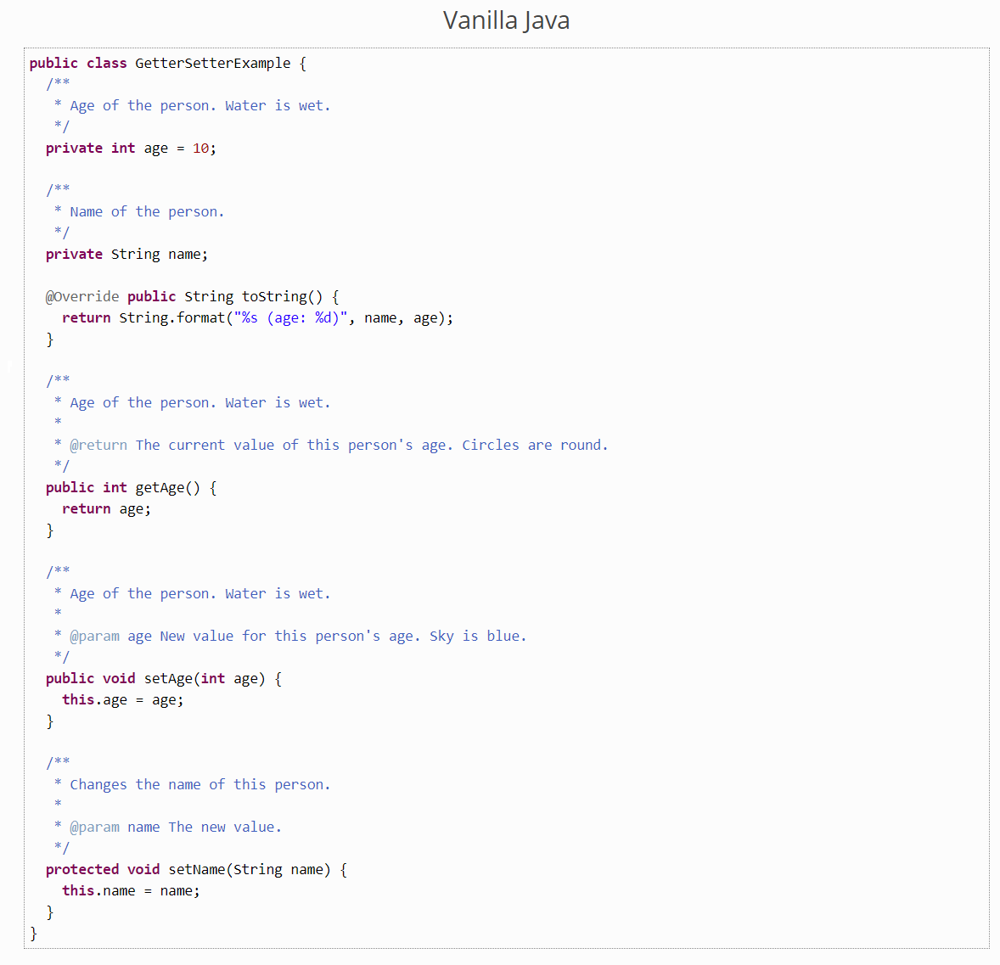 Vanilla Java
public class GetterSetterExample {
  /**
   * Age of the person. Water is wet.
   */
  private int age = 10;

  /**
   * Name of the person.
   */
  private String name;

  @Override public String toString() {
    return String.format("%s (age: %d)", name, age);
  }

  /**
   * Age of the person. Water is wet.
   *
   * @return The current value of this person's age. Circles are round.
   */
  public int getAge() {
    return age;
  }

  /**
   * Age of the person. Water is wet.
   *
   * @param age New value for this person's age. Sky is blue.
   */
  public void setAge(int age) {
    this.age = age;
  }

  /**
   * Changes the name of this person.
   *
   * @param name The new value.
   */
  protected void setName(String name) {
    this.name = name;
  }
}